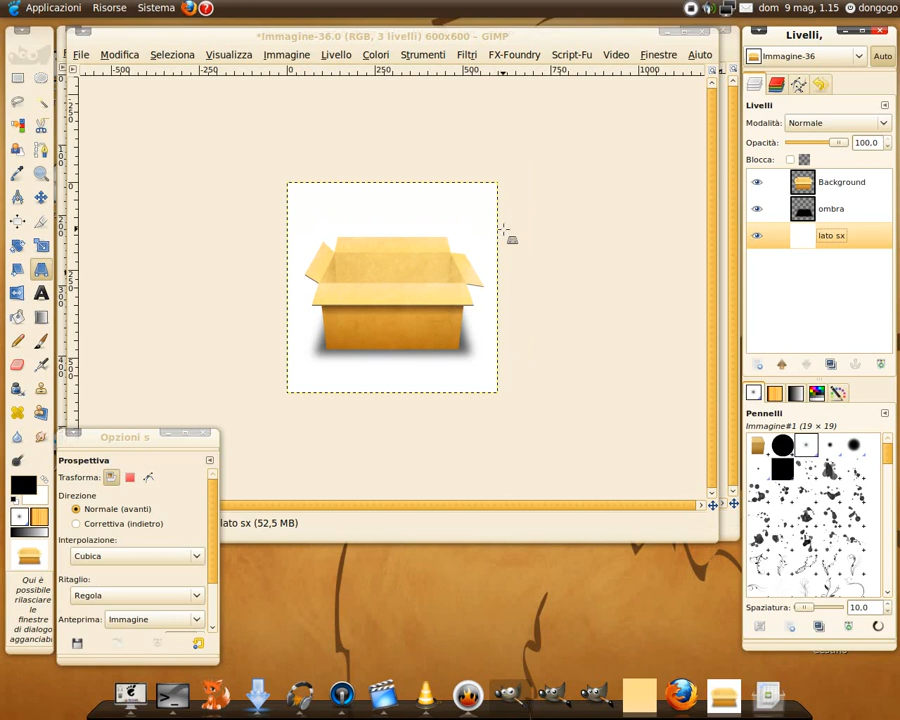 Applicazioni Risorse Sistema dom 9 mag, 1.15 dongogo
*Immagine-36.0 (RGB, 3 livelli) 600x600 – GIMP
File Modifica Seleziona Visualizza Immagine Livello Colori Strumenti Filtri FX-Foundry Script-Fu Video Finestre Aiuto
-500 -250 0 250 500 750 1000
lato sx (52,5 MB)
Opzioni s
Prospettiva
Trasforma:
Direzione
Normale (avanti)
Correttiva (indietro)
Interpolazione:
Cubica
Ritaglio:
Regola
Anteprima: Immagine
Qui è
possibile
rilasciare
le
finestre
di dialogo
agganciabi
Livelli,
Immagine-36 Auto
Livelli
Modalità: Normale
Opacità: 100,0
Blocca:
Background
ombra
lato sx
Pennelli
Immagine#1 (19 × 19)
Spaziatura: 10,0